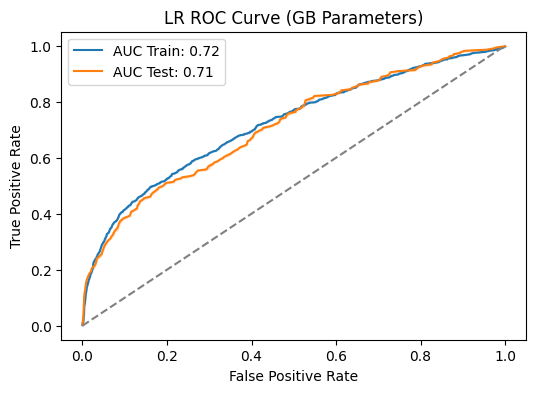 LR ROC Curve (GB Parameters)
AUC Train: 0.72
AUC Test: 0.71
True Positive Rate
1.0
0.8
0.6
0.4
0.2
0.0
0.0 0.2 0.4 0.6 0.8 1.0
False Positive Rate